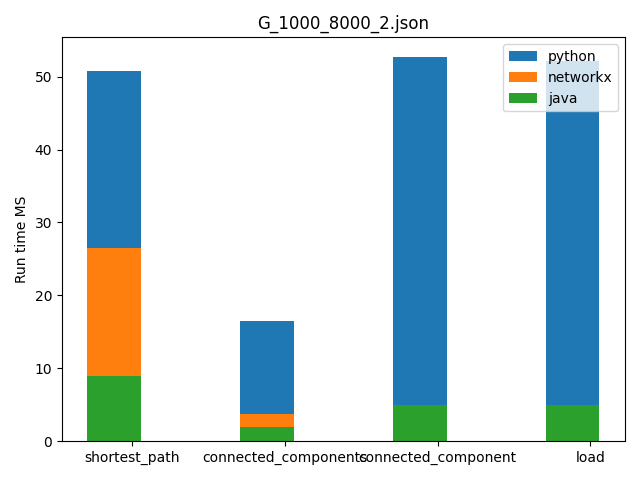 G_1000_8000_2.json
python
networkx
java
Run time MS
50
40
30
20
10
0
shortest_path
connected_components
connected_component
load